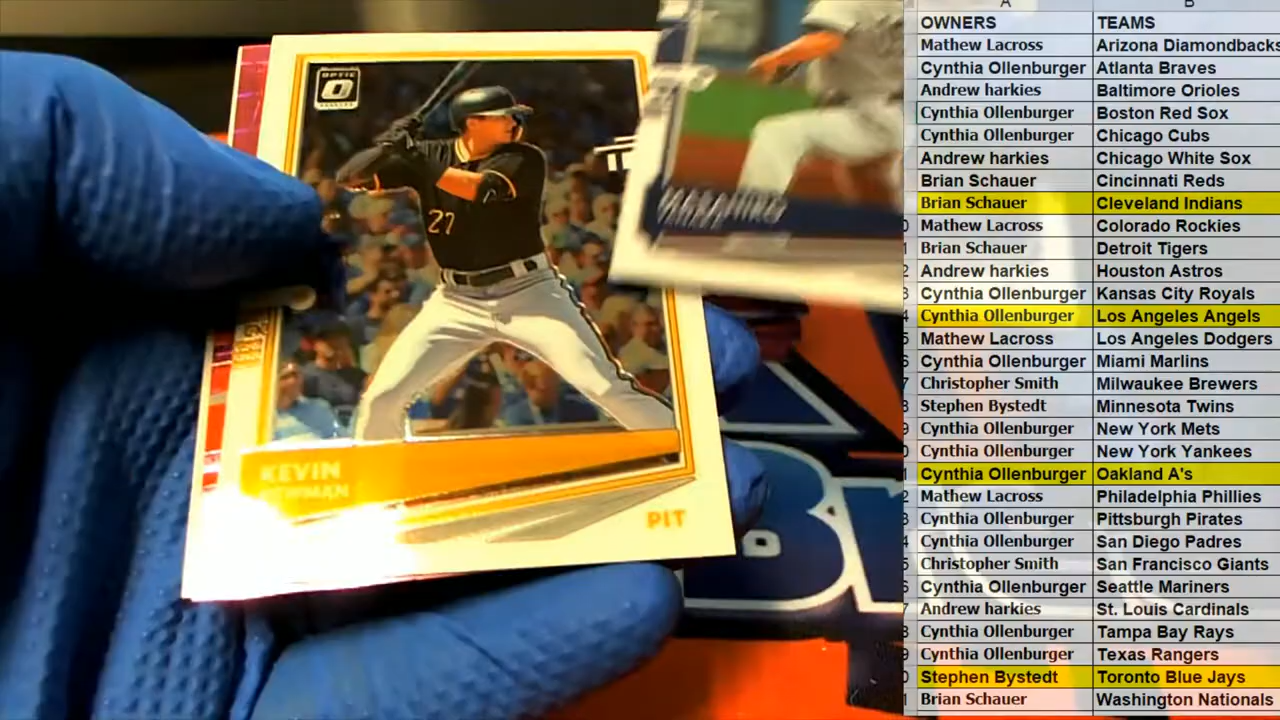 A B
OWNERS TEAMS
Mathew Lacross Arizona Diamondbacks
Cynthia Ollenburger Atlanta Braves
Andrew harkies Baltimore Orioles
Cynthia Ollenburger Boston Red Sox
Cynthia Ollenburger Chicago Cubs
Andrew harkies Chicago White Sox
Brian Schauer Cincinnati Reds
Brian Schauer Cleveland Indians
Mathew Lacross Colorado Rockies
Brian Schauer Detroit Tigers
Andrew harkies Houston Astros
Cynthia Ollenburger Kansas City Royals
Cynthia Ollenburger Los Angeles Angels
Mathew Lacross Los Angeles Dodgers
Cynthia Ollenburger Miami Marlins
Christopher Smith Milwaukee Brewers
Stephen Bystedt Minnesota Twins
Cynthia Ollenburger New York Mets
Cynthia Ollenburger New York Yankees
Cynthia Ollenburger Oakland A's
Mathew Lacross Philadelphia Phillies
Cynthia Ollenburger Pittsburgh Pirates
Cynthia Ollenburger San Diego Padres
Christopher Smith San Francisco Giants
Cynthia Ollenburger Seattle Mariners
Andrew harkies St. Louis Cardinals
Cynthia Ollenburger Tampa Bay Rays
Cynthia Ollenburger Texas Rangers
Stephen Bystedt Toronto Blue Jays
Brian Schauer Washington Nationals
OPTIC
27
KEVIN
NEWMAN
PIT